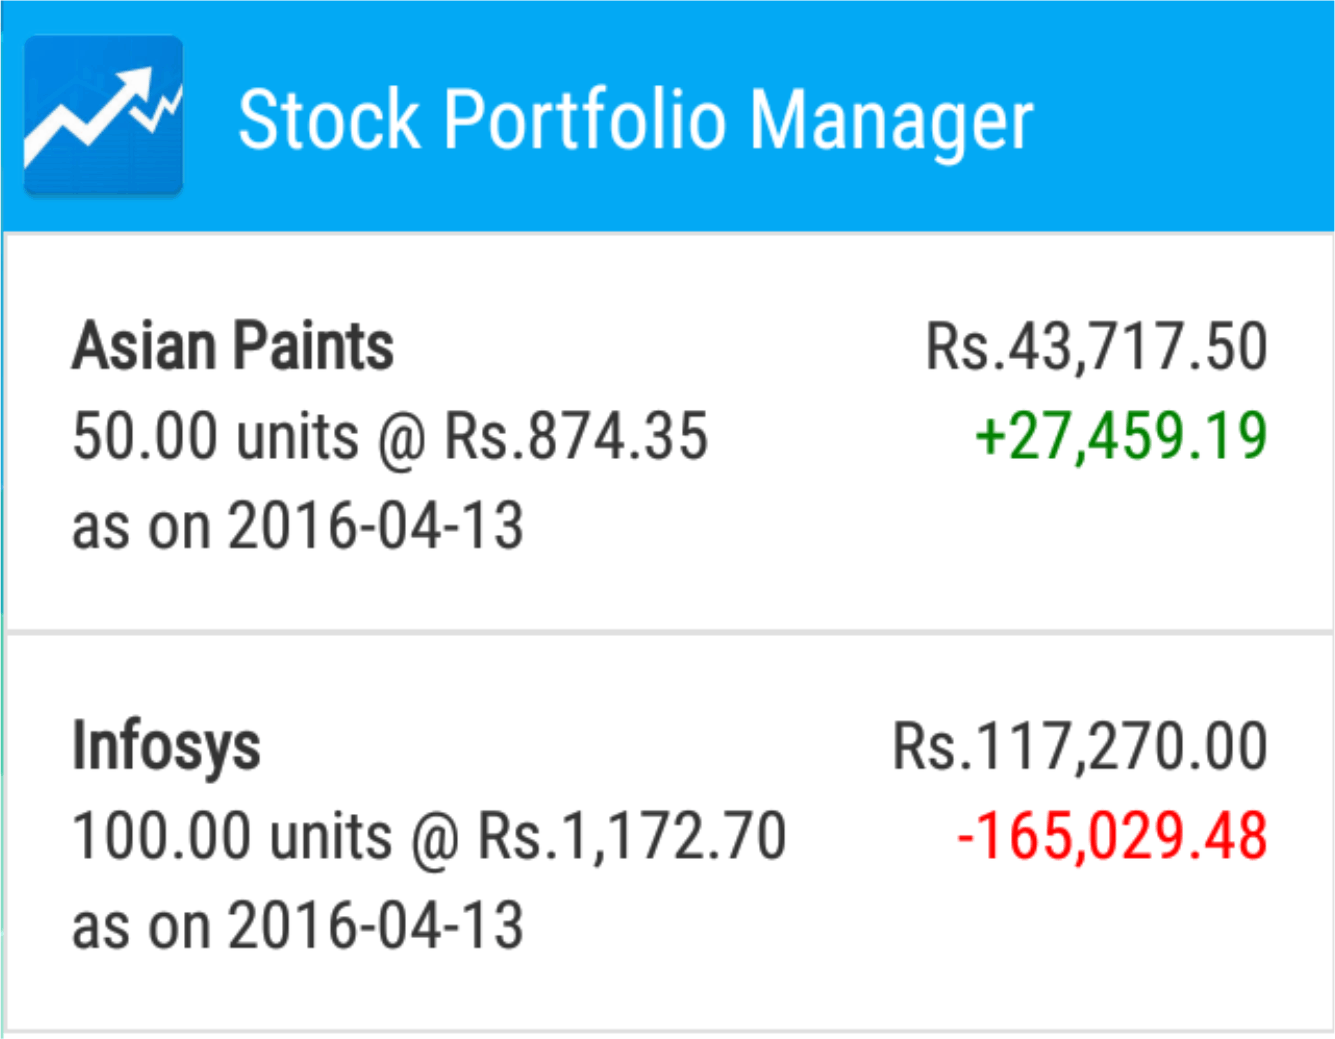 Stock Portfolio Manager
Asian Paints Rs.43,717.50
50.00 units @ Rs.874.35 +27,459.19
as on 2016-04-13
Infosys Rs.117,270.00
100.00 units @ Rs.1,172.70 -165,029.48
as on 2016-04-13